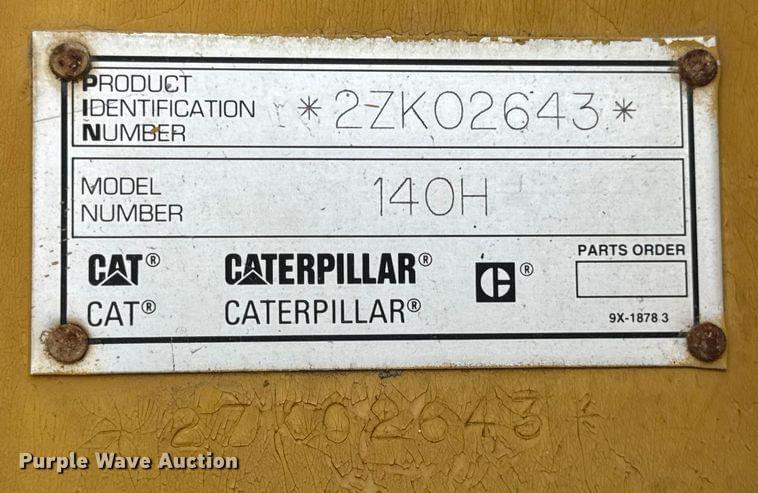 PRODUCT
IDENTIFICATION
NUMBER
*2ZK02643*
MODEL
NUMBER
140H
CAT® CATERPILLAR® C®
CAT® CATERPILLAR®
PARTS ORDER
9X-1878 3
*2ZK02643*
Purple Wave Auction